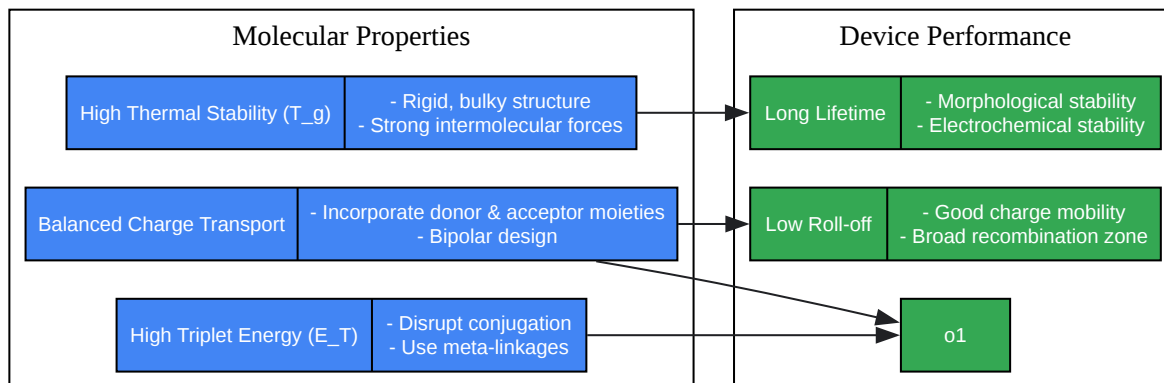 Molecular Properties
High Thermal Stability (T_g)
- Rigid, bulky structure
- Strong intermolecular forces
Balanced Charge Transport
- Incorporate donor & acceptor moieties
- Bipolar design
High Triplet Energy (E_T)
- Disrupt conjugation
- Use meta-linkages
Device Performance
Long Lifetime
- Morphological stability
- Electrochemical stability
Low Roll-off
- Good charge mobility
- Broad recombination zone
o1